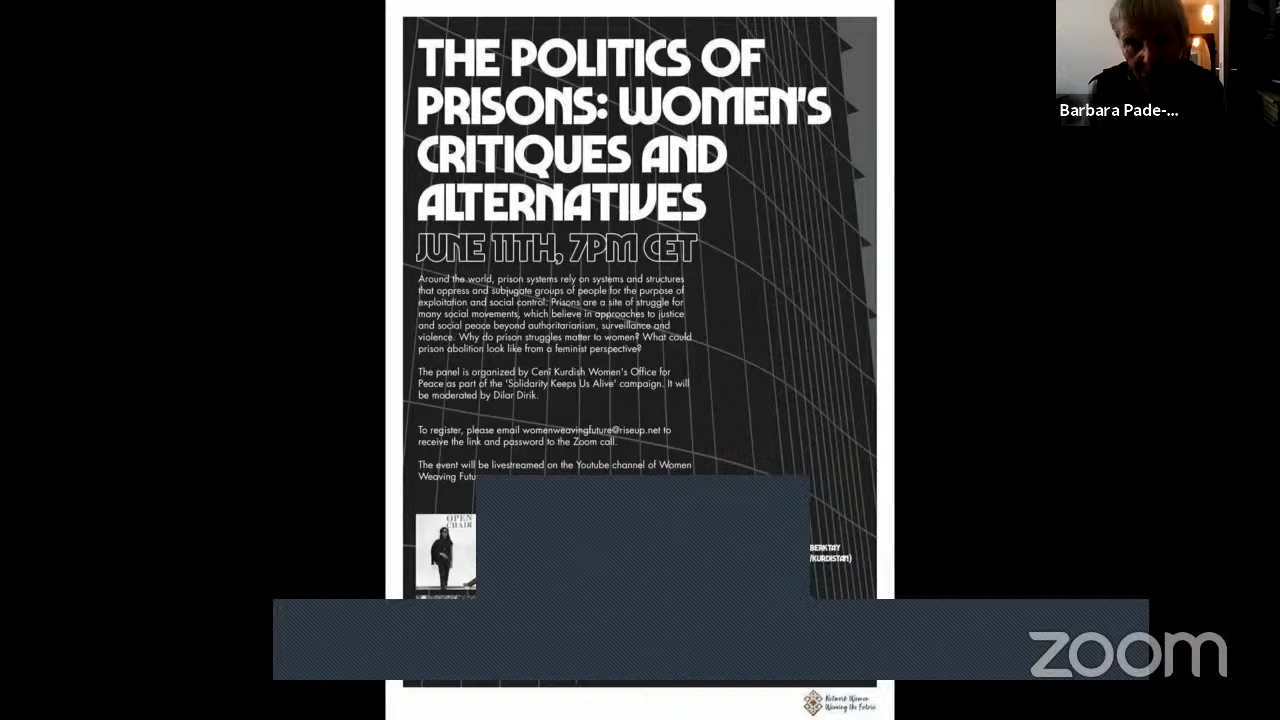 THE POLITICS OF
PRISONS: WOMEN'S
CRITIQUES AND
ALTERNATIVES
JUNE 11TH, 7PM CET
Around the world, prison systems rely on systems and structures
that oppress and subjugate groups of people for the purpose of
exploitation and social control. Prisons are a site of struggle for
many social movements, which believe in approaches to justice
and social peace beyond authoritarianism, surveillance and
violence. Why do prison struggles matter to women? What could
prison abolition look like from a feminist perspective?
The panel is organized by Cenî Kurdish Women's Office for
Peace as part of the 'Solidarity Keeps Us Alive' campaign. It will
be moderated by Dilar Dirik.
To register, please email womenweavingfuture@riseup.net to
receive the link and password to the Zoom call.
The event will be livestreamed on the Youtube channel of Women
Weaving Futu
OPEN
CHAIR
BERKTAY
/KURDISTAN)
Network Women
Weaving the Future
Barbara Pade-...
zoom